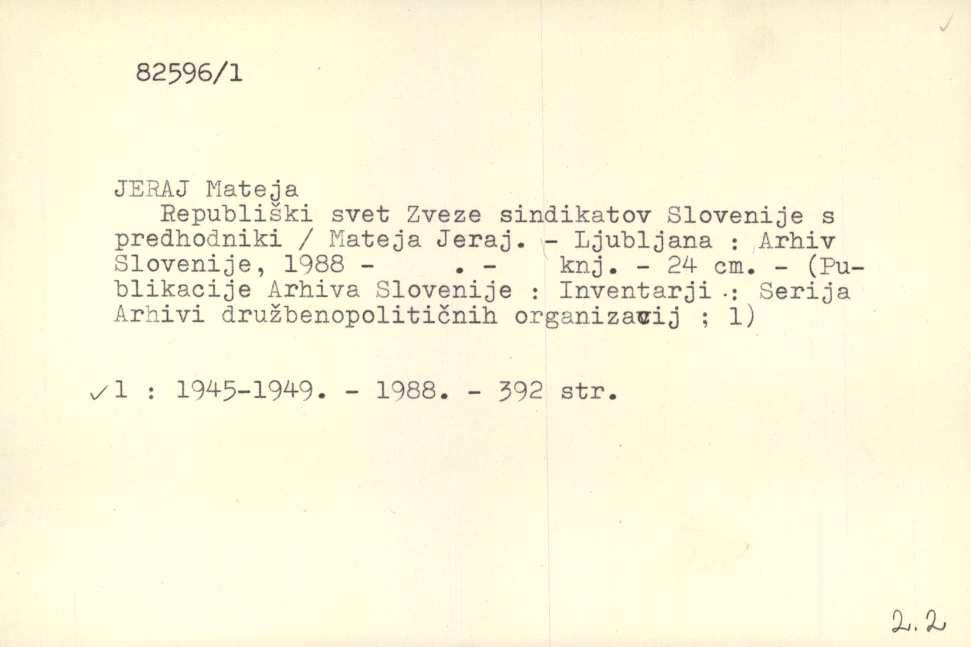 82596/1
JERAJ Mateja
Republiški svet Zveze sindikatov Slovenije s
predhodniki / Mateja Jeraj. - Ljubljana : Arhiv
Slovenije, 1988 -     . -    knj. - 24 cm. - (Pu-
blikacije Arhiva Slovenije : Inventarji : Serija
Arhivi družbenopolitičnih organizacij ; 1)
✓ 1 : 1945-1949. - 1988. - 392 str.
2.2